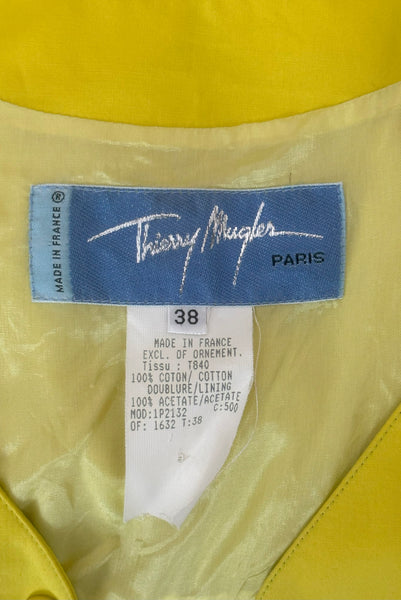 MADE IN FRANCE ®
Thierry Mugler
PARIS
38
MADE IN FRANCE
EXCL. OF ORNEMENT.
Tissu : T840
100% COTON/ COTTON
DOUBLURE/LINING
100% ACETATE/ACETATE
MOD:1P2132 C:500
OF: 1632 T:38